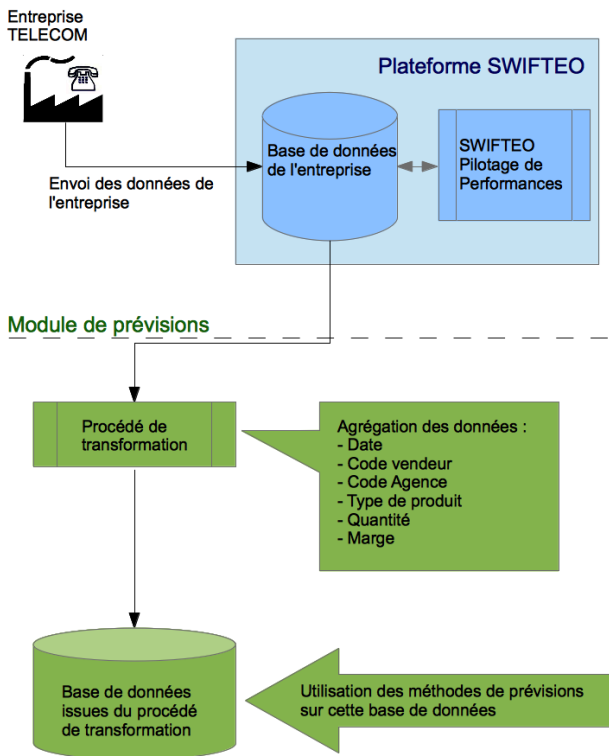 Entreprise
TELECOM
Plateforme SWIFTEO
Base de données
de l'entreprise
SWIFTEO
Pilotage de
Performances
Envoi des données de
l'entreprise
Module de prévisions
Procédé de
transformation
Agrégation des données :
- Date
- Code vendeur
- Code Agence
- Type de produit
- Quantité
- Marge
Base de données
issues du procédé
de transformation
Utilisation des méthodes de prévisions
sur cette base de données